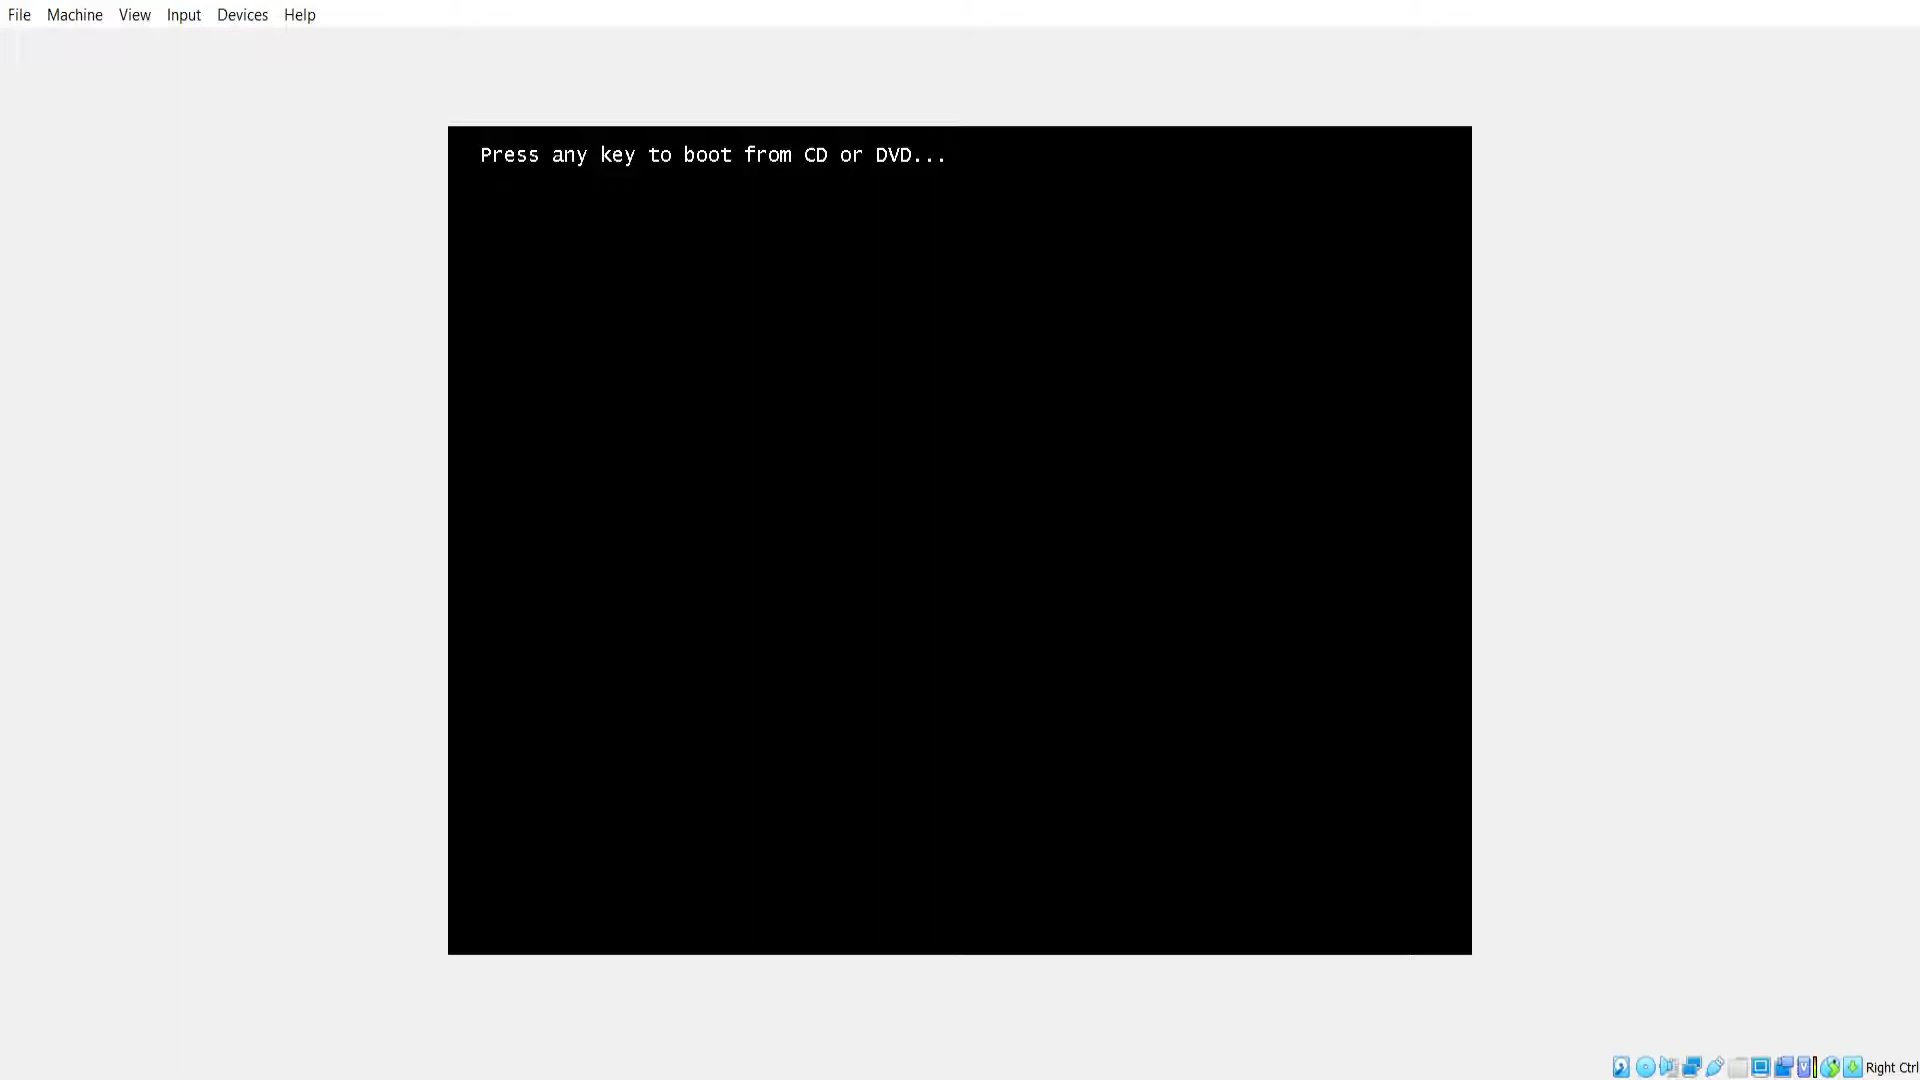 File Machine View Input Devices Help
Press any key to boot from CD or DVD...
Right Ctrl